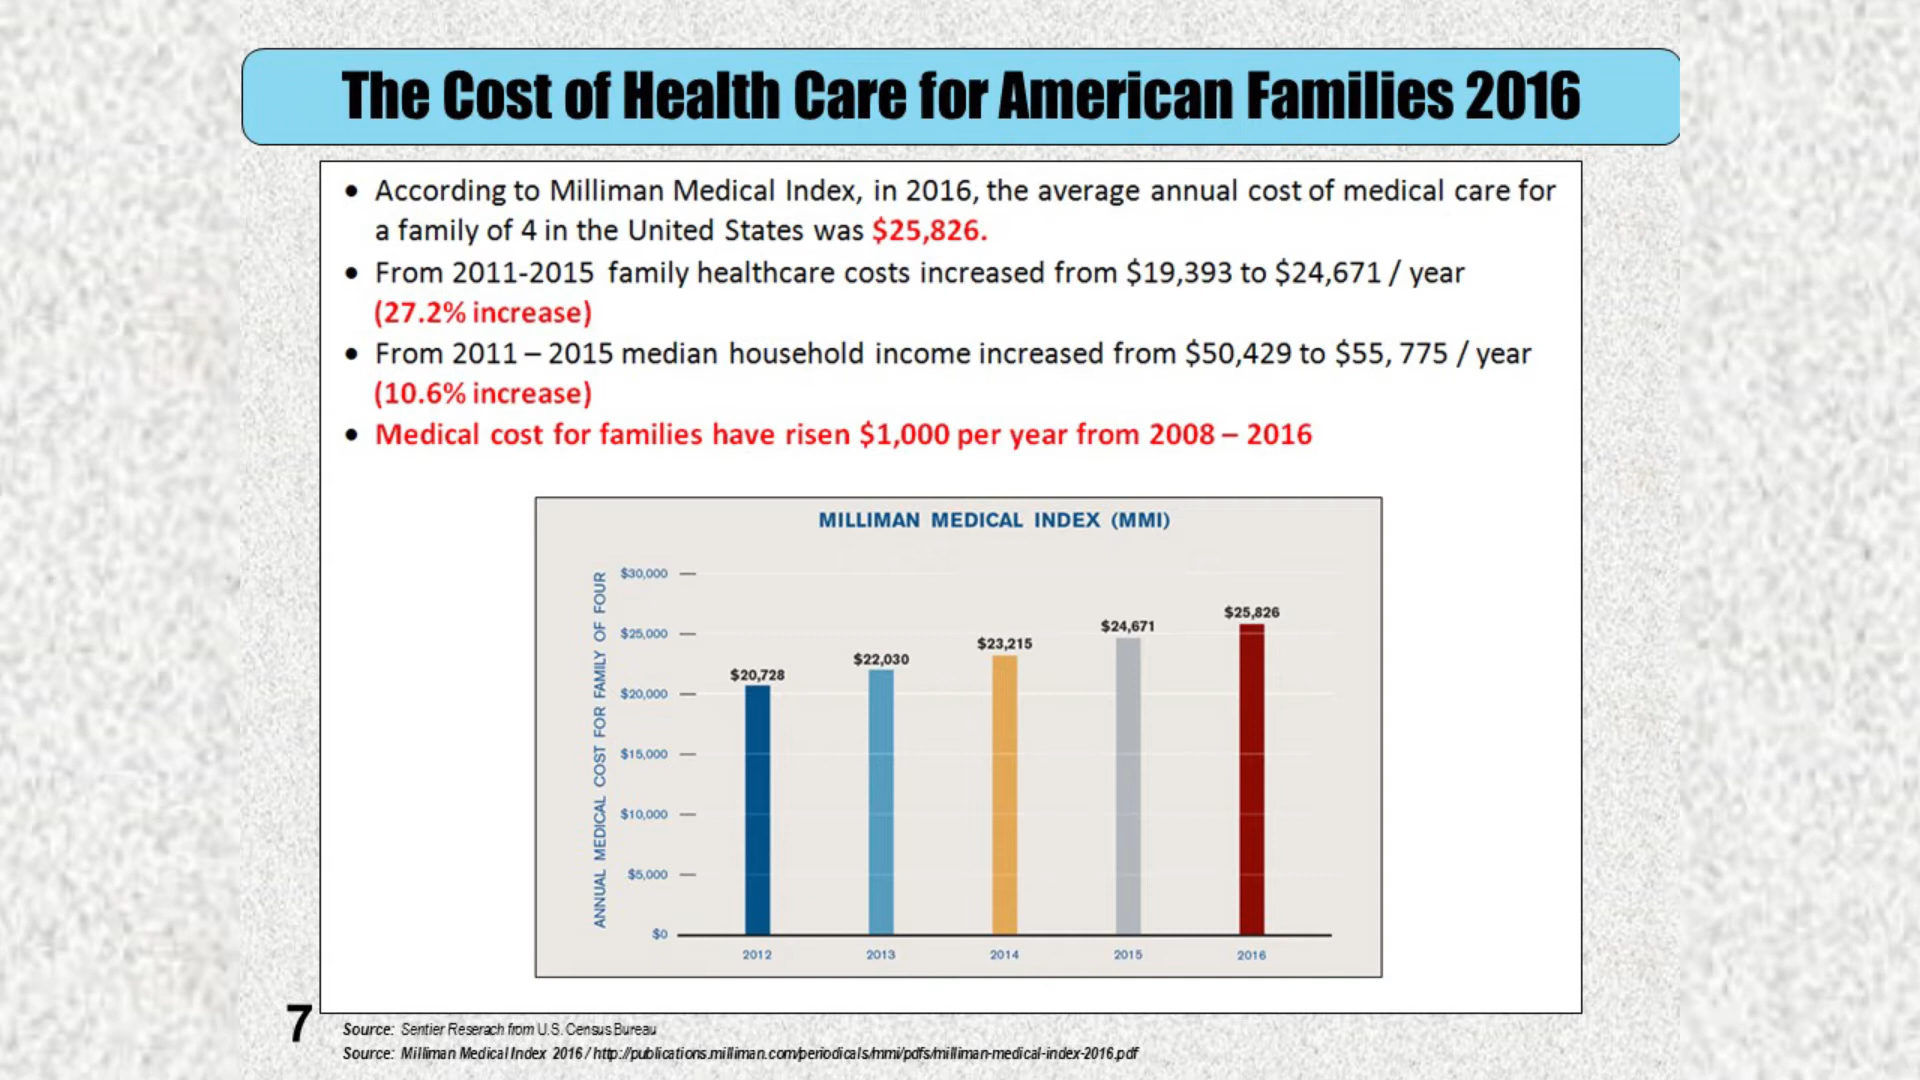 The Cost of Health Care for American Families 2016
• According to Milliman Medical Index, in 2016, the average annual cost of medical care for
a family of 4 in the United States was $25,826.
• From 2011-2015 family healthcare costs increased from $19,393 to $24,671 / year
(27.2% increase)
• From 2011 – 2015 median household income increased from $50,429 to $55, 775 / year
(10.6% increase)
• Medical cost for families have risen $1,000 per year from 2008 – 2016
MILLIMAN MEDICAL INDEX (MMI)
ANNUAL MEDICAL COST FOR FAMILY OF FOUR
$30,000
$25,000
$20,000
$15,000
$10,000
$5,000
$0
$20,728
$22,030
$23,215
$24,671
$25,826
2012 2013 2014 2015 2016
7
Source: Sentier Reserach from U.S. Census Bureau
Source: Milliman Medical Index 2016 / http://publications.milliman.com/periodicals/mmi/pdfs/milliman-medical-index-2016.pdf